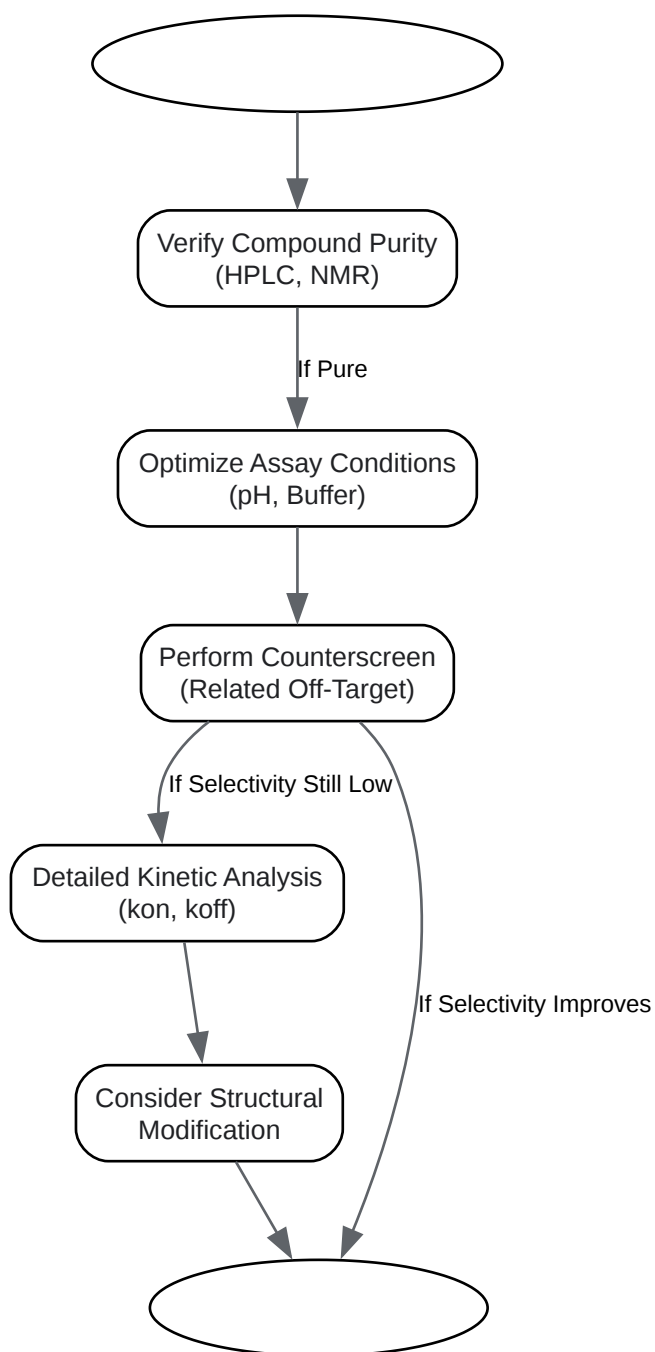 Verify Compound Purity
(HPLC, NMR)
If Pure
Optimize Assay Conditions
(pH, Buffer)
Perform Counterscreen
(Related Off-Target)
If Selectivity Still Low
Detailed Kinetic Analysis
(kon, koff)
If Selectivity Improves
Consider Structural
Modification